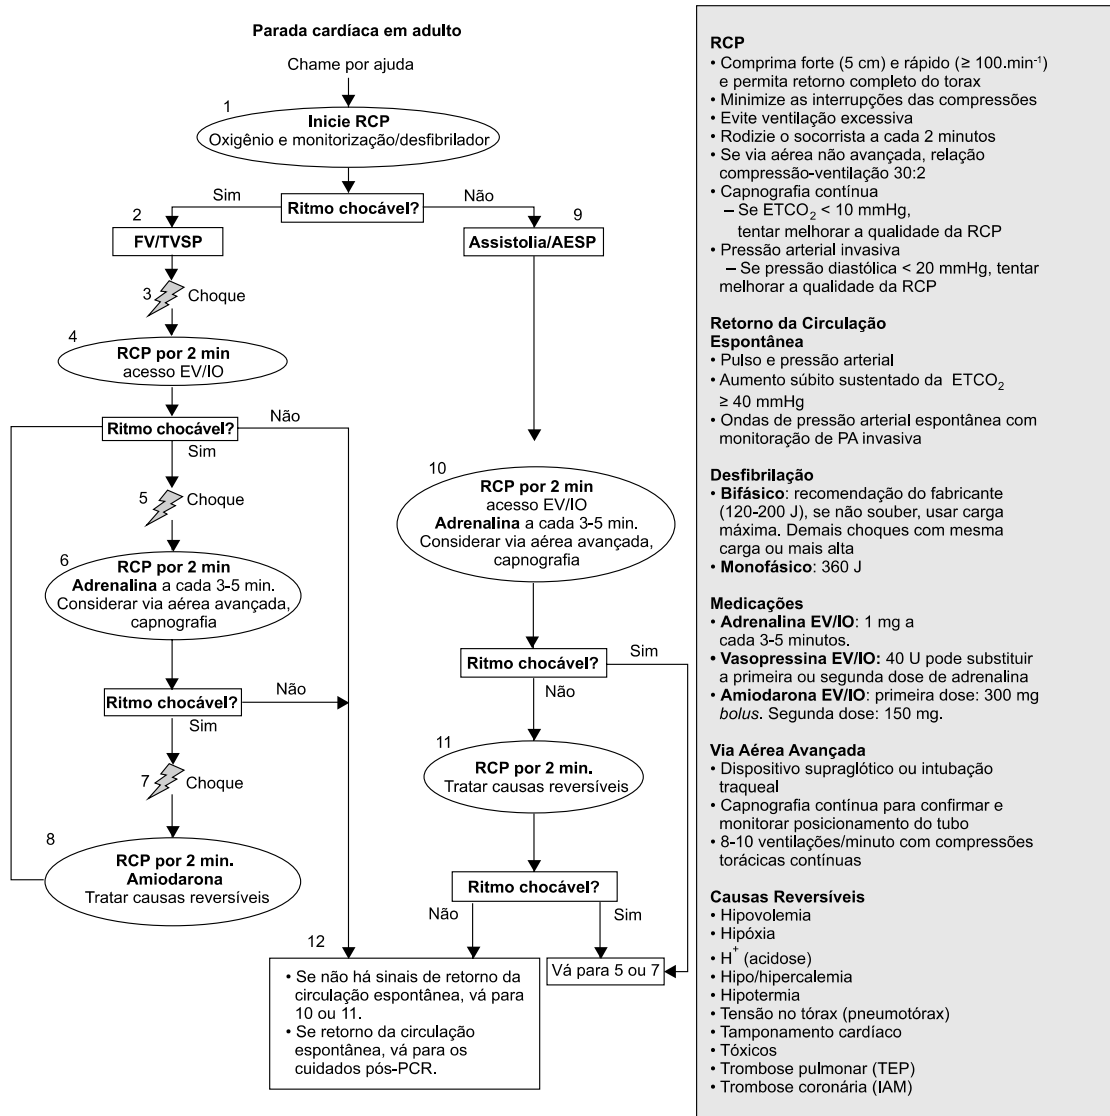 Parada cardíaca em adulto
Chame por ajuda
1
Inicie RCP
Oxigênio e monitorização/desfibrilador
Sim
Ritmo chocável?
Não
2
FV/TVSP
9
Assistolia/AESP
3
Choque
4
RCP por 2 min
acesso EV/IO
Ritmo chocável?
Não
Sim
5
Choque
6
RCP por 2 min
Adrenalina a cada 3-5 min.
Considerar via aérea avançada,
capnografia
Ritmo chocável?
Não
Sim
7
Choque
8
RCP por 2 min.
Amiodarona
Tratar causas reversíveis
10
RCP por 2 min
acesso EV/IO
Adrenalina a cada 3-5 min.
Considerar via aérea avançada,
capnografia
Ritmo chocável?
Sim
Não
11
RCP por 2 min.
Tratar causas reversíveis
Ritmo chocável?
Não
Sim
Vá para 5 ou 7
12
• Se não há sinais de retorno da
circulação espontânea, vá para
10 ou 11.
• Se retorno da circulação
espontânea, vá para os
cuidados pós-PCR.
RCP
• Comprima forte (5 cm) e rápido (≥ 100.min⁻¹)
e permita retorno completo do torax
• Minimize as interrupções das compressões
• Evite ventilação excessiva
• Rodizie o socorrista a cada 2 minutos
• Se via aérea não avançada, relação
compressão-ventilação 30:2
• Capnografia contínua
– Se ETCO₂ < 10 mmHg,
tentar melhorar a qualidade da RCP
• Pressão arterial invasiva
– Se pressão diastólica < 20 mmHg, tentar
melhorar a qualidade da RCP
Retorno da Circulação
Espontânea
• Pulso e pressão arterial
• Aumento súbito sustentado da ETCO₂
≥ 40 mmHg
• Ondas de pressão arterial espontânea com
monitoração de PA invasiva
Desfibrilação
• Bifásico: recomendação do fabricante
(120-200 J), se não souber, usar carga
máxima. Demais choques com mesma
carga ou mais alta
• Monofásico: 360 J
Medicações
• Adrenalina EV/IO: 1 mg a
cada 3-5 minutos.
• Vasopressina EV/IO: 40 U pode substituir
a primeira ou segunda dose de adrenalina
• Amiodarona EV/IO: primeira dose: 300 mg
bolus. Segunda dose: 150 mg.
Via Aérea Avançada
• Dispositivo supraglótico ou intubação
traqueal
• Capnografia contínua para confirmar e
monitorar posicionamento do tubo
• 8-10 ventilações/minuto com compressões
torácicas contínuas
Causas Reversíveis
• Hipovolemia
• Hipóxia
• H⁺ (acidose)
• Hipo/hipercalemia
• Hipotermia
• Tensão no tórax (pneumotórax)
• Tamponamento cardíaco
• Tóxicos
• Trombose pulmonar (TEP)
• Trombose coronária (IAM)